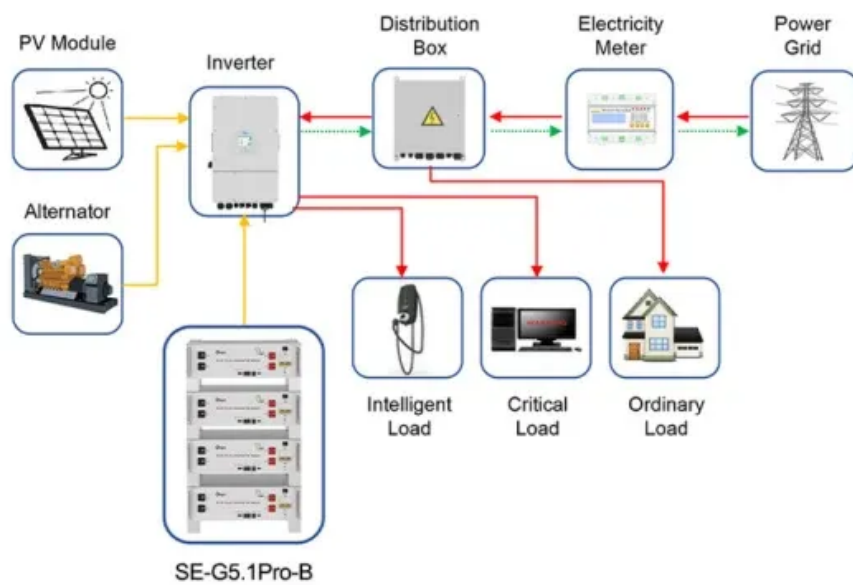 PV Module
Inverter
Distribution
Box
Electricity
Meter
Power
Grid
Alternator
Intelligent
Load
Critical
Load
Ordinary
Load
SE-G5.1Pro-B